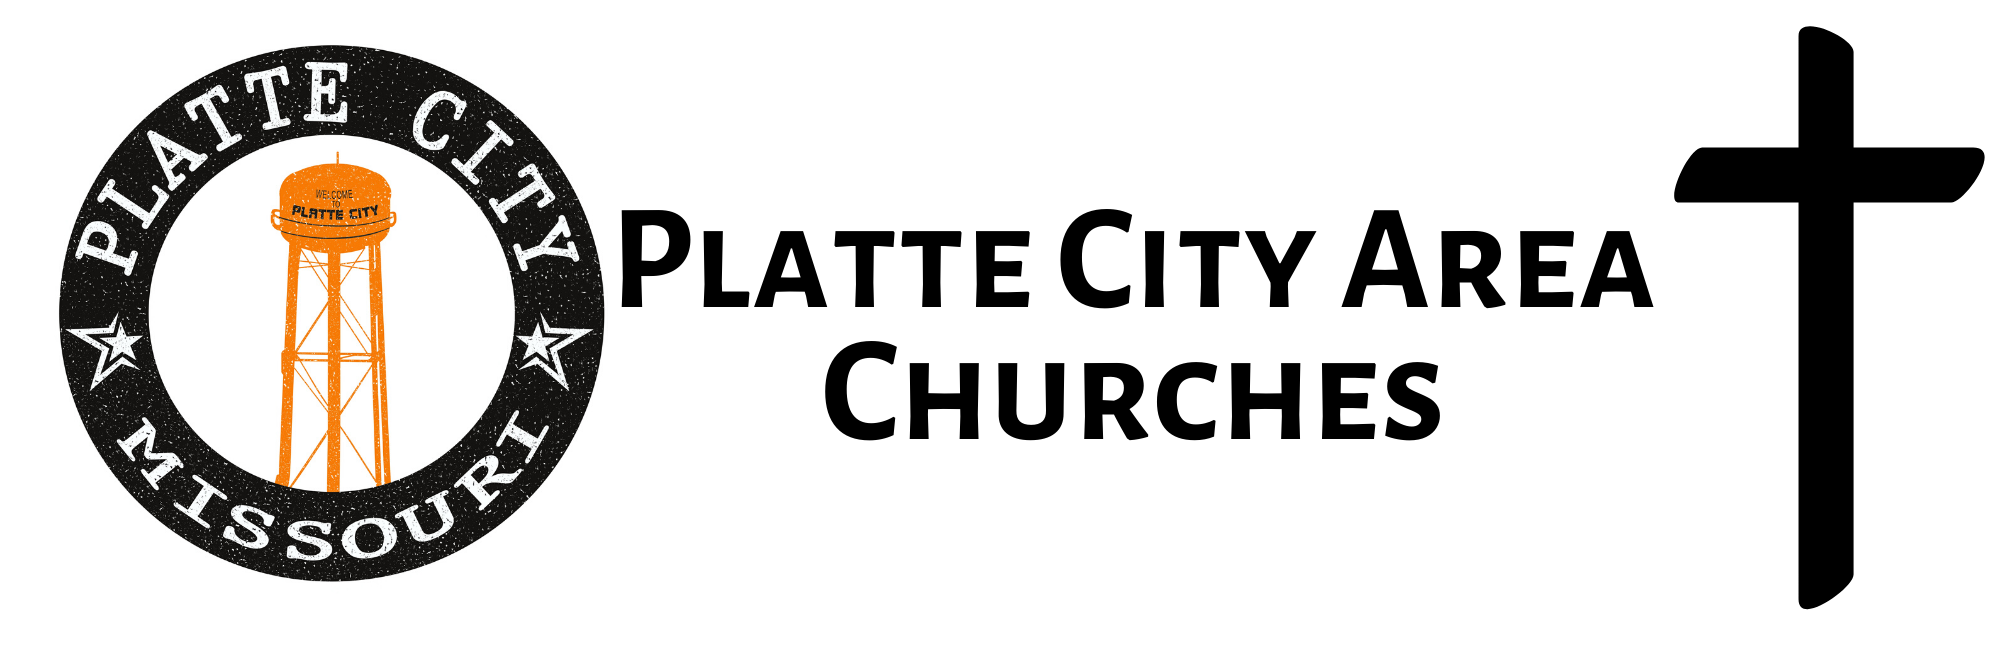 PLATTE CITY
WELCOME
TO
PLATTE CITY
MISSOURI
PLATTE CITY AREA
CHURCHES